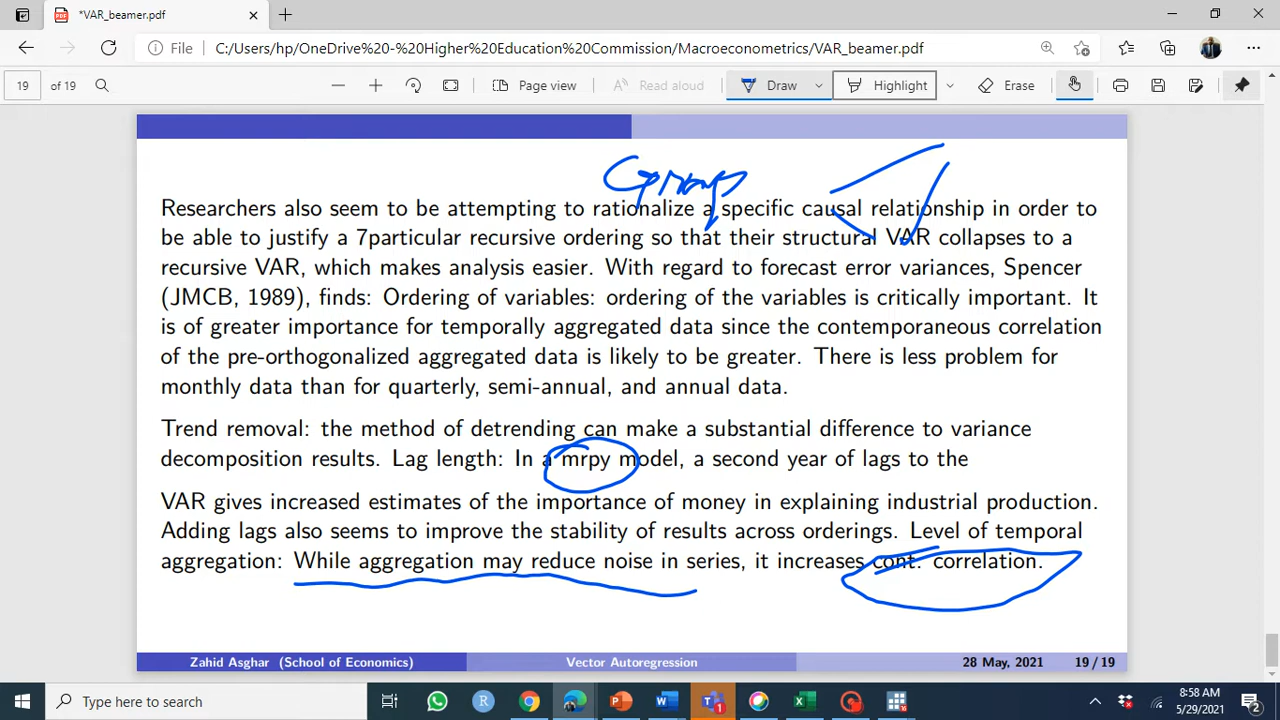 *VAR_beamer.pdf
File
C:/Users/hp/OneDrive%20-%20Higher%20Education%20Commission/Macroeconometrics/VAR_beamer.pdf
19 of 19
Page view
Read aloud
Draw
Highlight
Erase
Researchers also seem to be attempting to rationalize a specific causal relationship in order to
be able to justify a 7particular recursive ordering so that their structural VAR collapses to a
recursive VAR, which makes analysis easier. With regard to forecast error variances, Spencer
(JMCB, 1989), finds: Ordering of variables: ordering of the variables is critically important. It
is of greater importance for temporally aggregated data since the contemporaneous correlation
of the pre-orthogonalized aggregated data is likely to be greater. There is less problem for
monthly data than for quarterly, semi-annual, and annual data.
Trend removal: the method of detrending can make a substantial difference to variance
decomposition results. Lag length: In a mrpy model, a second year of lags to the
VAR gives increased estimates of the importance of money in explaining industrial production.
Adding lags also seems to improve the stability of results across orderings. Level of temporal
aggregation: While aggregation may reduce noise in series, it increases cont. correlation.
Zahid Asghar (School of Economics)
Vector Autoregression
28 May, 2021
19 / 19
Type here to search
8:58 AM
5/29/2021